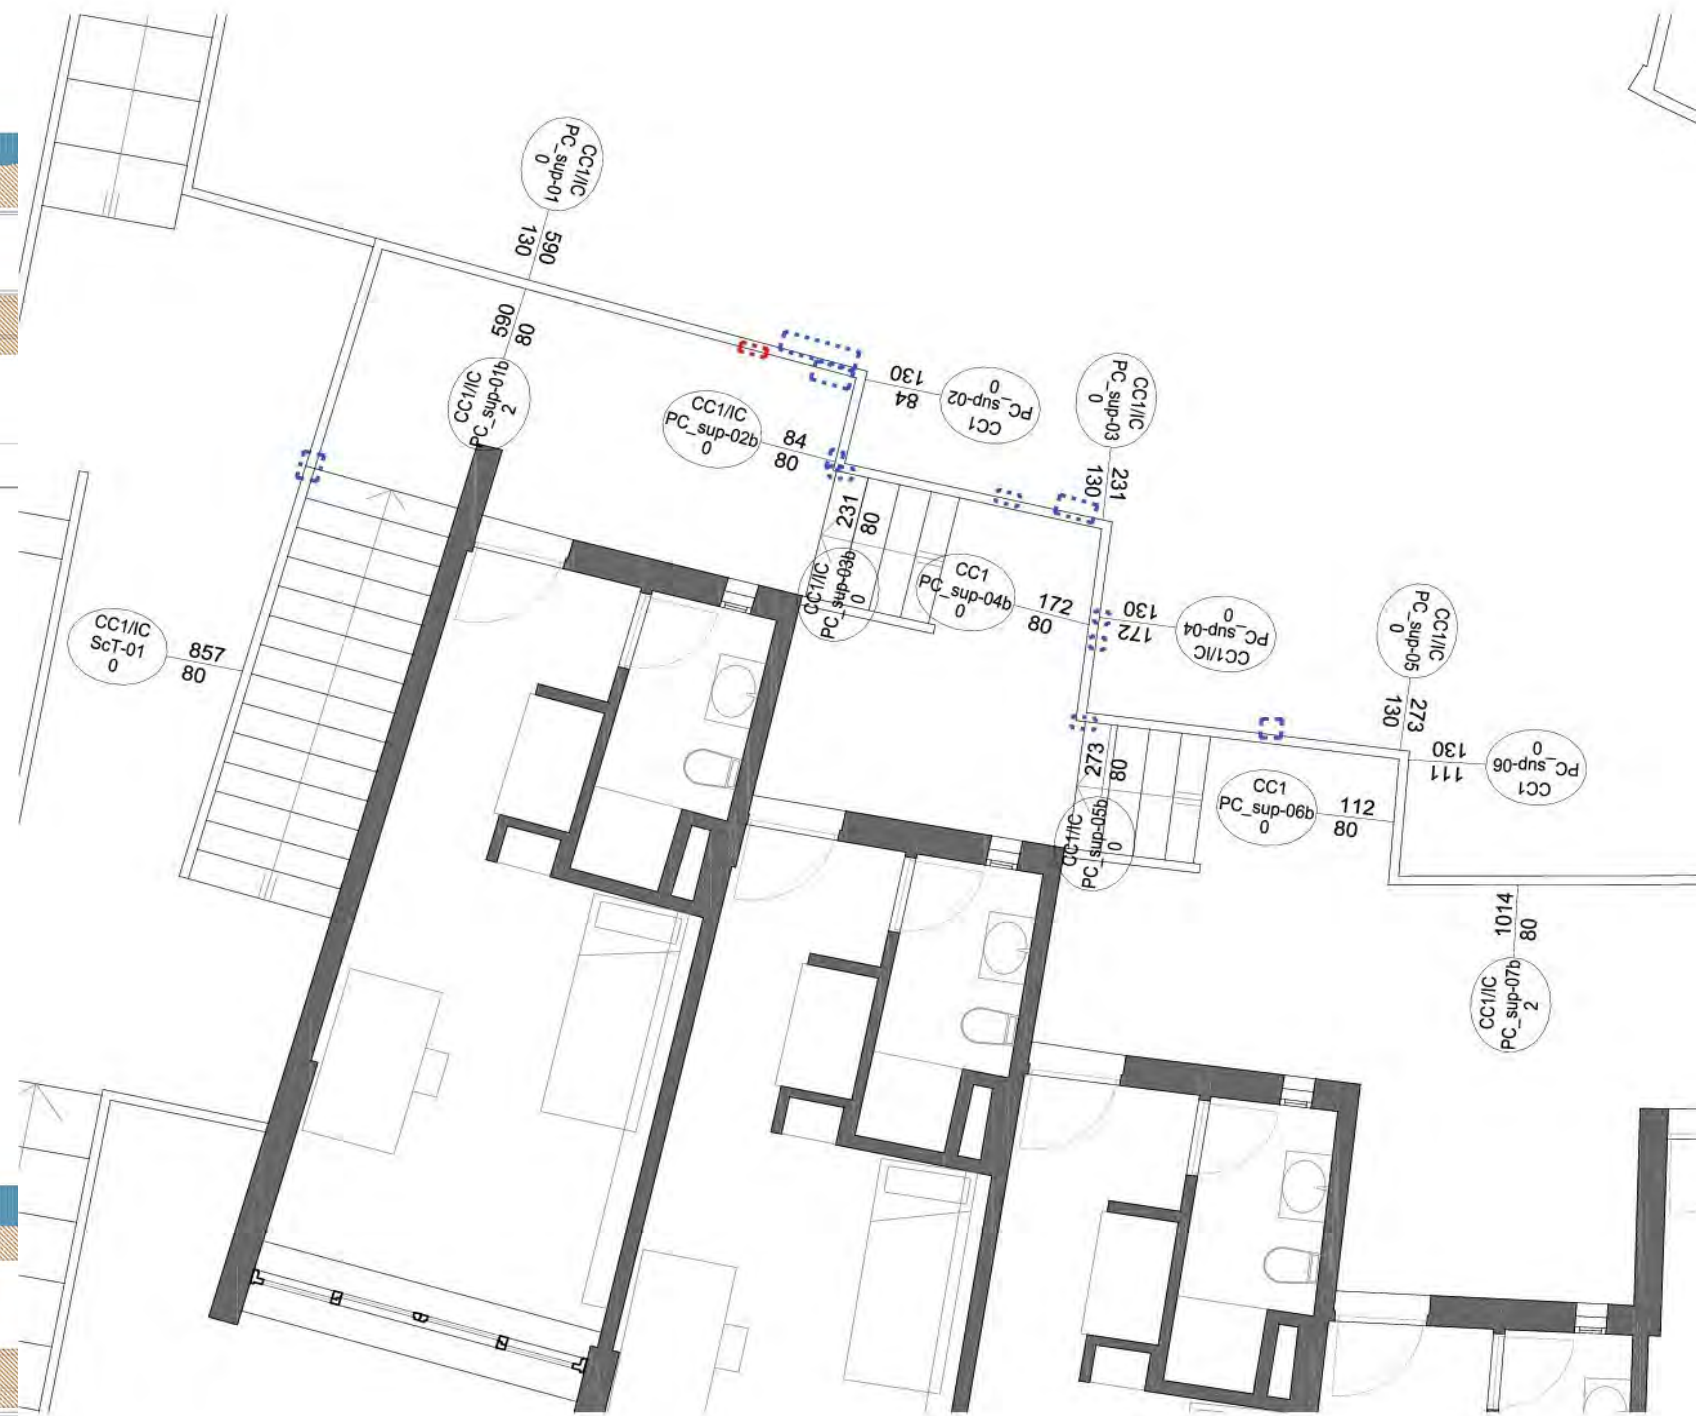 CC1/IC
PC_sup-01
0
590
130
590
80
CC1/IC
PC_sup-01b
2
CC1/IC
PC_sup-02b
0
84
80
130
84
CC1
PC_sup-02
0
CC1/IC
PC_sup-03
0
231
130
231
80
CC1/IC
PC_sup-03b
0
CC1
PC_sup-04b
0
172
80
130
172
CC1/IC
PC_sup-04
0
CC1/IC
PC_sup-05
0
273
130
CC1/IC
ScT-01
0
857
80
273
80
CC1/IC
PC_sup-05b
0
CC1
PC_sup-06b
0
112
80
130
111
CC1
PC_sup-06
0
1014
80
CC1/IC
PC_sup-07b
2